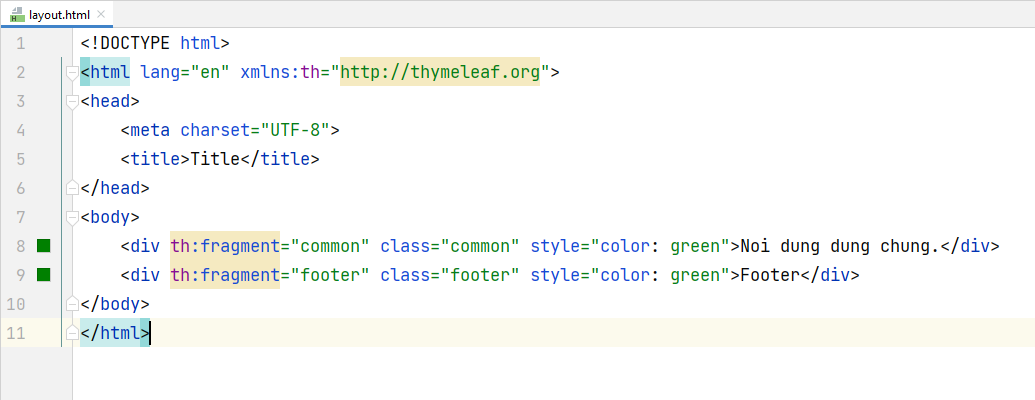 layout.html
1 <!DOCTYPE html>
2 <html lang="en" xmlns:th="http://thymeleaf.org">
3 <head>
4     <meta charset="UTF-8">
5     <title>Title</title>
6 </head>
7 <body>
8     <div th:fragment="common" class="common" style="color: green">Noi dung dung chung.</div>
9     <div th:fragment="footer" class="footer" style="color: green">Footer</div>
10 </body>
11 </html>